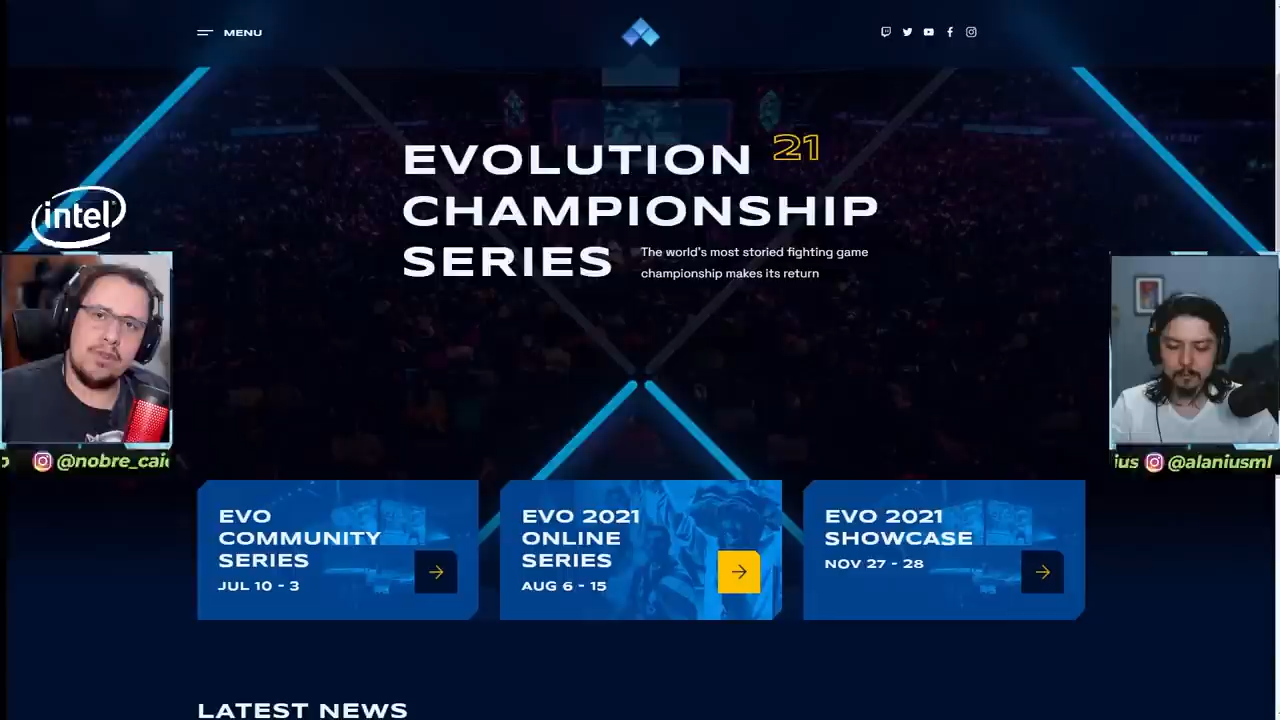 MENU
EVOLUTION 21
CHAMPIONSHIP
SERIES
The world's most storied fighting game
championship makes its return
intel
@nobre_caio
ius @alaniusml
EVO
COMMUNITY
SERIES
JUL 10 - 3
EVO 2021
ONLINE
SERIES
AUG 6 - 15
EVO 2021
SHOWCASE
NOV 27 - 28
LATEST NEWS